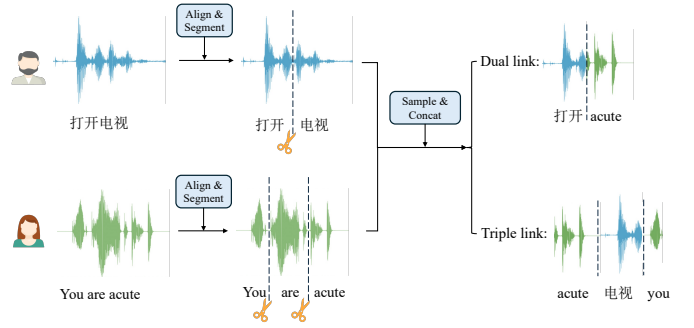 Align &
Segment
打开电视
打开 电视
Sample &
Concat
Dual link:
打开 acute
Align &
Segment
You are acute
You are acute
Triple link:
acute 电视 you